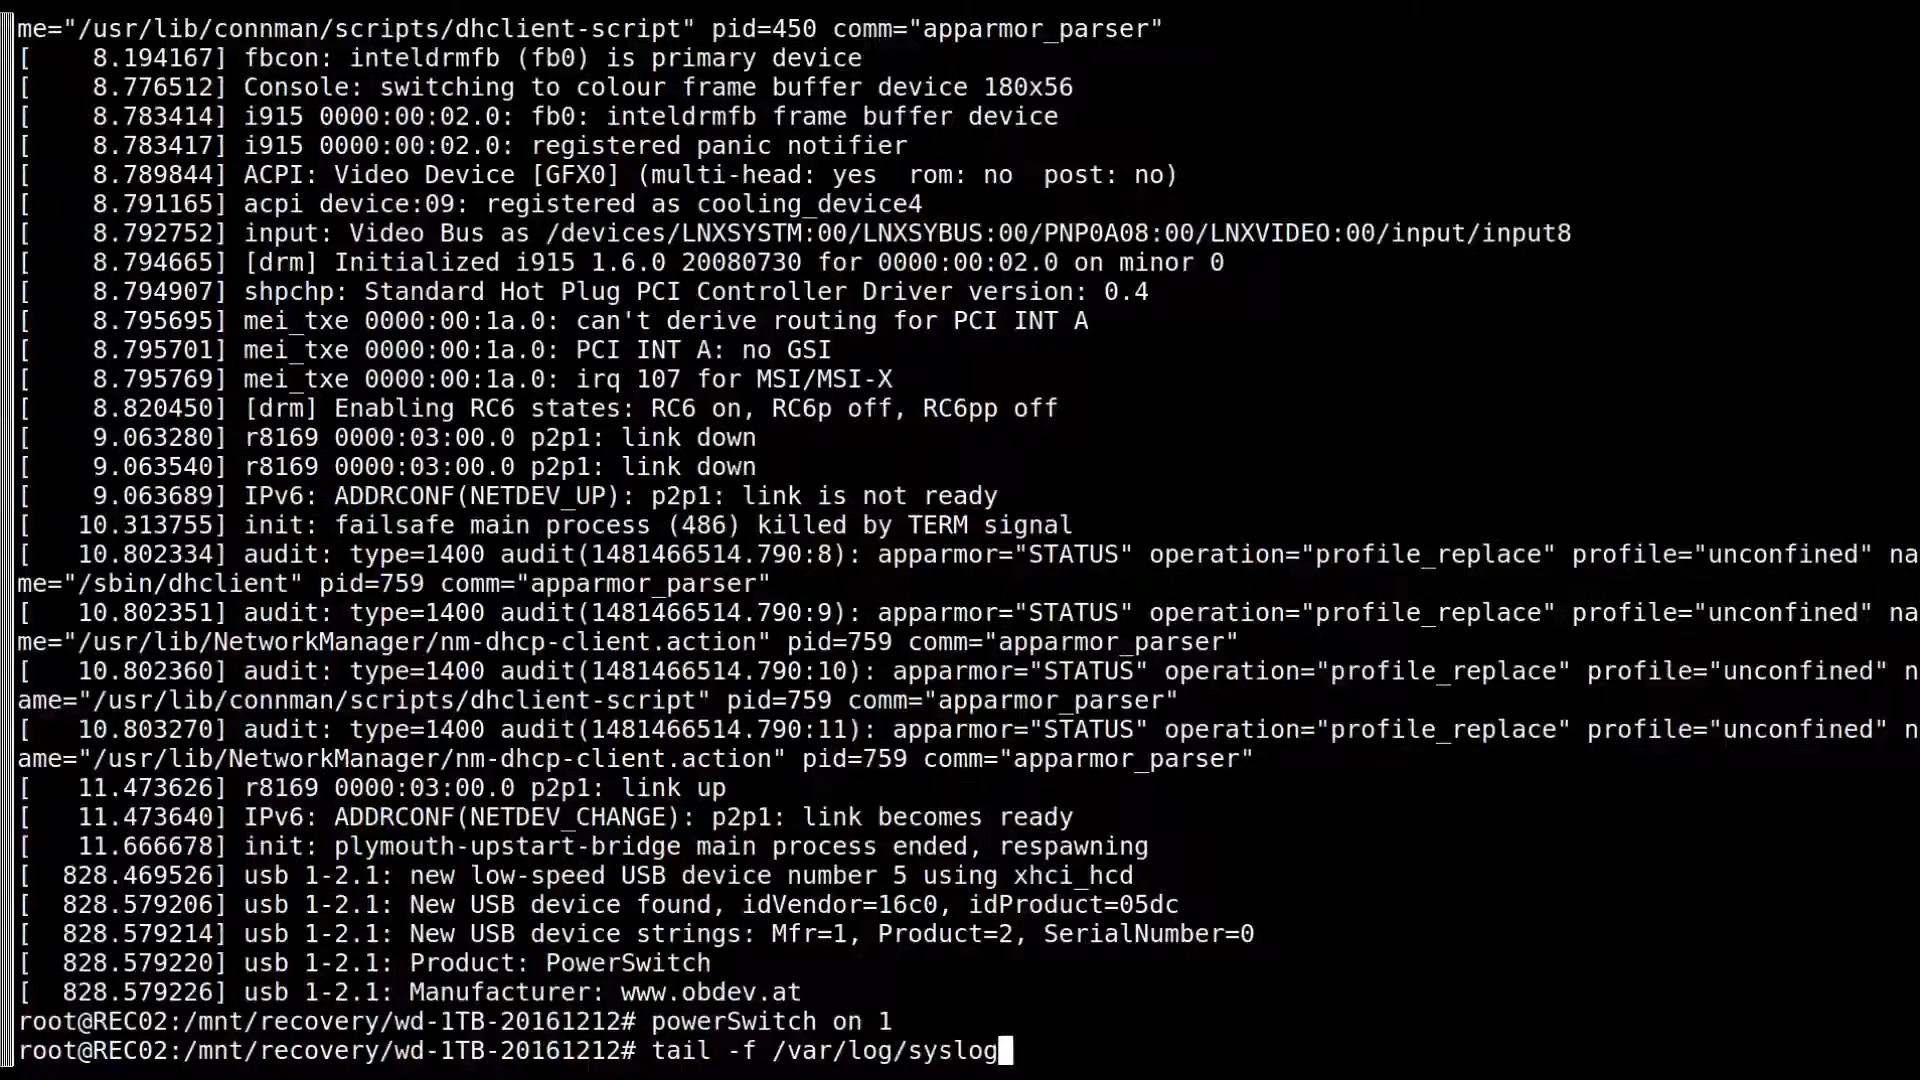 me="/usr/lib/connman/scripts/dhclient-script" pid=450 comm="apparmor_parser"
[    8.194167] fbcon: inteldrmfb (fb0) is primary device
[    8.776512] Console: switching to colour frame buffer device 180x56
[    8.783414] i915 0000:00:02.0: fb0: inteldrmfb frame buffer device
[    8.783417] i915 0000:00:02.0: registered panic notifier
[    8.789844] ACPI: Video Device [GFX0] (multi-head: yes  rom: no  post: no)
[    8.791165] acpi device:09: registered as cooling_device4
[    8.792752] input: Video Bus as /devices/LNXSYSTM:00/LNXSYBUS:00/PNP0A08:00/LNXVIDEO:00/input/input8
[    8.794665] [drm] Initialized i915 1.6.0 20080730 for 0000:00:02.0 on minor 0
[    8.794907] shpchp: Standard Hot Plug PCI Controller Driver version: 0.4
[    8.795695] mei_txe 0000:00:1a.0: can't derive routing for PCI INT A
[    8.795701] mei_txe 0000:00:1a.0: PCI INT A: no GSI
[    8.795769] mei_txe 0000:00:1a.0: irq 107 for MSI/MSI-X
[    8.820450] [drm] Enabling RC6 states: RC6 on, RC6p off, RC6pp off
[    9.063280] r8169 0000:03:00.0 p2p1: link down
[    9.063540] r8169 0000:03:00.0 p2p1: link down
[    9.063689] IPv6: ADDRCONF(NETDEV_UP): p2p1: link is not ready
[   10.313755] init: failsafe main process (486) killed by TERM signal
[   10.802334] audit: type=1400 audit(1481466514.790:8): apparmor="STATUS" operation="profile_replace" profile="unconfined" na
me="/sbin/dhclient" pid=759 comm="apparmor_parser"
[   10.802351] audit: type=1400 audit(1481466514.790:9): apparmor="STATUS" operation="profile_replace" profile="unconfined" na
me="/usr/lib/NetworkManager/nm-dhcp-client.action" pid=759 comm="apparmor_parser"
[   10.802360] audit: type=1400 audit(1481466514.790:10): apparmor="STATUS" operation="profile_replace" profile="unconfined" n
ame="/usr/lib/connman/scripts/dhclient-script" pid=759 comm="apparmor_parser"
[   10.803270] audit: type=1400 audit(1481466514.790:11): apparmor="STATUS" operation="profile_replace" profile="unconfined" n
ame="/usr/lib/NetworkManager/nm-dhcp-client.action" pid=759 comm="apparmor_parser"
[   11.473626] r8169 0000:03:00.0 p2p1: link up
[   11.473640] IPv6: ADDRCONF(NETDEV_CHANGE): p2p1: link becomes ready
[   11.666678] init: plymouth-upstart-bridge main process ended, respawning
[  828.469526] usb 1-2.1: new low-speed USB device number 5 using xhci_hcd
[  828.579206] usb 1-2.1: New USB device found, idVendor=16c0, idProduct=05dc
[  828.579214] usb 1-2.1: New USB device strings: Mfr=1, Product=2, SerialNumber=0
[  828.579220] usb 1-2.1: Product: PowerSwitch
[  828.579226] usb 1-2.1: Manufacturer: www.obdev.at
root@REC02:/mnt/recovery/wd-1TB-20161212# powerSwitch on 1
root@REC02:/mnt/recovery/wd-1TB-20161212# tail -f /var/log/syslog